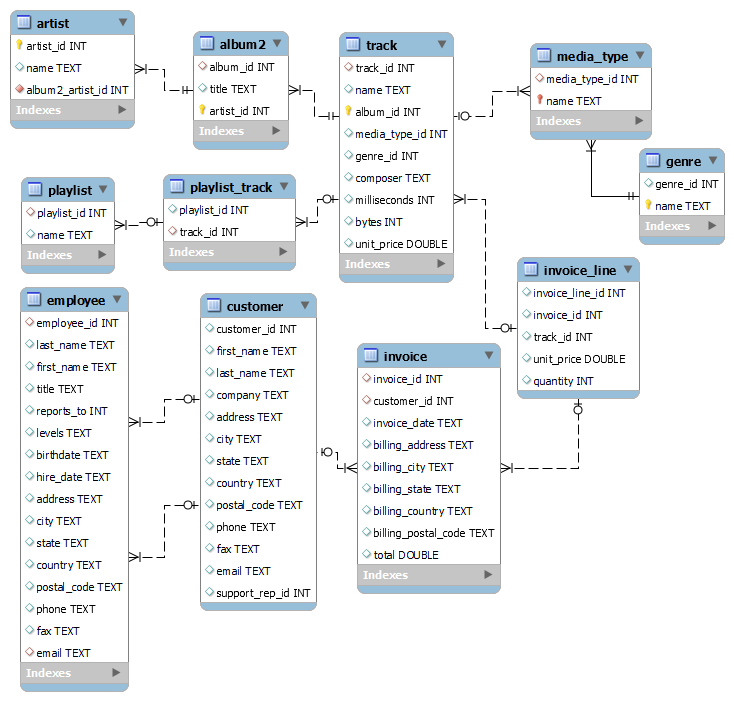 artist
artist_id INT
name TEXT
album2_artist_id INT
Indexes
album2
album_id INT
title TEXT
artist_id INT
Indexes
track
track_id INT
name TEXT
album_id INT
media_type_id INT
genre_id INT
composer TEXT
milliseconds INT
bytes INT
unit_price DOUBLE
Indexes
media_type
media_type_id INT
name TEXT
Indexes
genre
genre_id INT
name TEXT
Indexes
playlist
playlist_id INT
name TEXT
Indexes
playlist_track
playlist_id INT
track_id INT
Indexes
invoice_line
invoice_line_id INT
invoice_id INT
track_id INT
unit_price DOUBLE
quantity INT
employee
employee_id INT
last_name TEXT
first_name TEXT
title TEXT
reports_to INT
levels TEXT
birthdate TEXT
hire_date TEXT
address TEXT
city TEXT
state TEXT
country TEXT
postal_code TEXT
phone TEXT
fax TEXT
email TEXT
Indexes
customer
customer_id INT
first_name TEXT
last_name TEXT
company TEXT
address TEXT
city TEXT
state TEXT
country TEXT
postal_code TEXT
phone TEXT
fax TEXT
email TEXT
support_rep_id INT
invoice
invoice_id INT
customer_id INT
invoice_date TEXT
billing_address TEXT
billing_city TEXT
billing_state TEXT
billing_country TEXT
billing_postal_code TEXT
total DOUBLE
Indexes